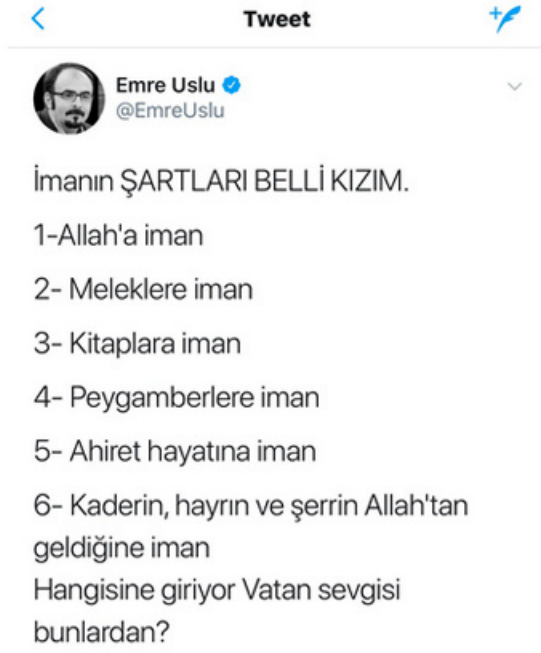 Tweet
Emre Uslu
@EmreUslu
İmanın ŞARTLARI BELLİ KIZIM.
1-Allah'a iman
2- Meleklere iman
3- Kitaplara iman
4- Peygamberlere iman
5- Ahiret hayatına iman
6- Kaderin, hayrın ve şerrin Allah'tan
geldiğine iman
Hangisine giriyor Vatan sevgisi
bunlardan?